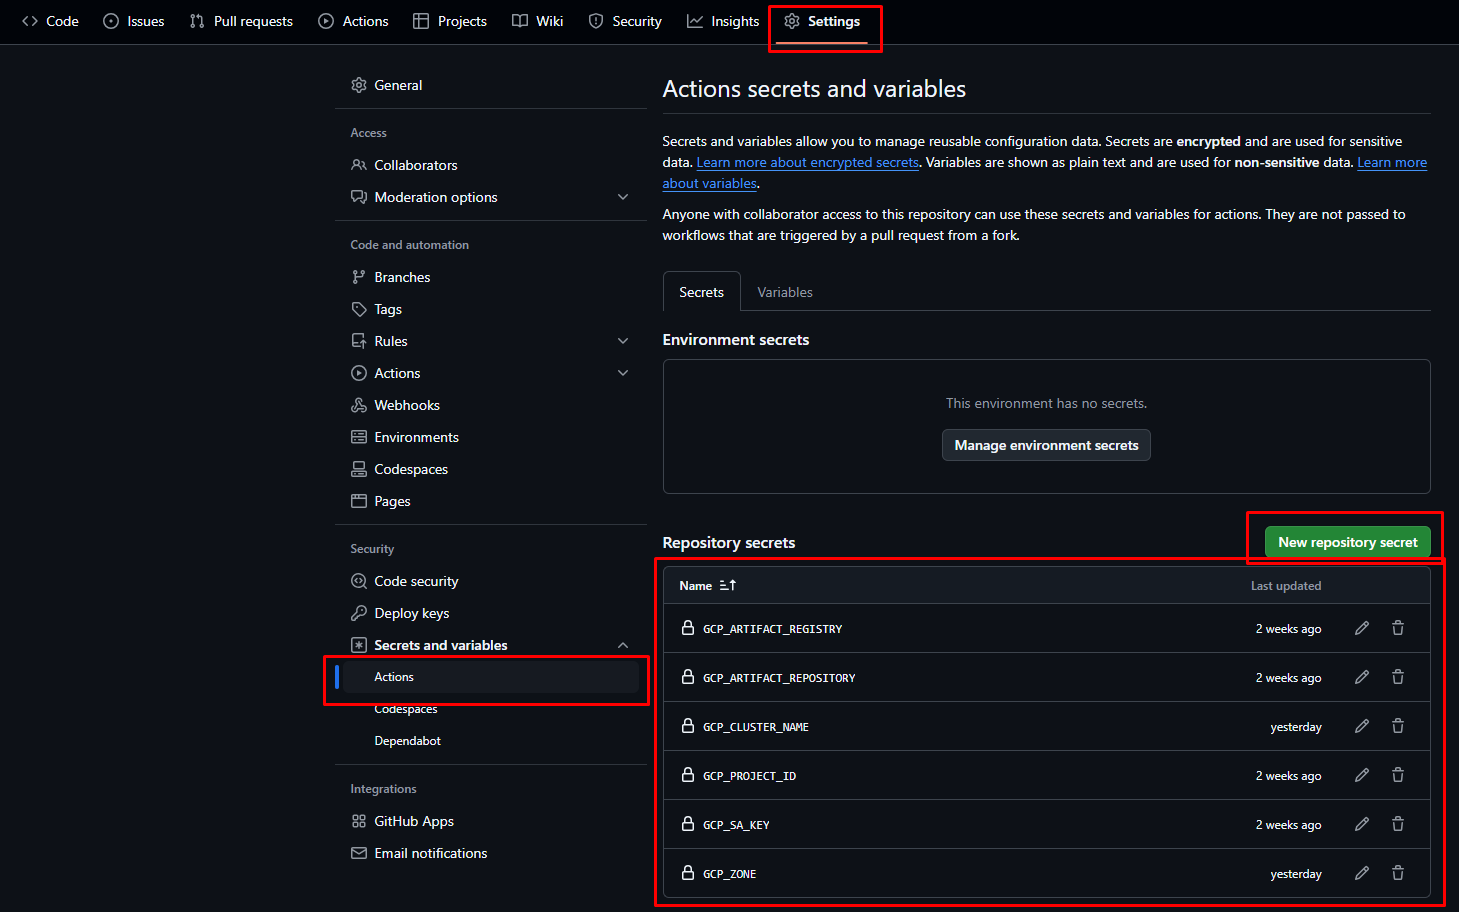 Code Issues Pull requests Actions Projects Wiki Security Insights Settings
General
Access
Collaborators
Moderation options
Code and automation
Branches
Tags
Rules
Actions
Webhooks
Environments
Codespaces
Pages
Security
Code security
Deploy keys
Secrets and variables
Actions
Codespaces
Dependabot
Integrations
GitHub Apps
Email notifications
Actions secrets and variables
Secrets and variables allow you to manage reusable configuration data. Secrets are encrypted and are used for sensitive
data. Learn more about encrypted secrets. Variables are shown as plain text and are used for non-sensitive data. Learn more
about variables.
Anyone with collaborator access to this repository can use these secrets and variables for actions. They are not passed to
workflows that are triggered by a pull request from a fork.
Secrets Variables
Environment secrets
This environment has no secrets.
Manage environment secrets
Repository secrets New repository secret
Name Last updated
GCP_ARTIFACT_REGISTRY 2 weeks ago
GCP_ARTIFACT_REPOSITORY 2 weeks ago
GCP_CLUSTER_NAME yesterday
GCP_PROJECT_ID 2 weeks ago
GCP_SA_KEY 2 weeks ago
GCP_ZONE yesterday